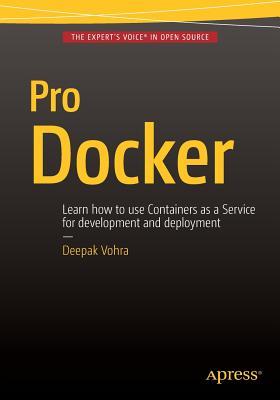 THE EXPERT'S VOICE® IN OPEN SOURCE
Pro
Docker
Learn how to use Containers as a Service
for development and deployment
—
Deepak Vohra
Apress®